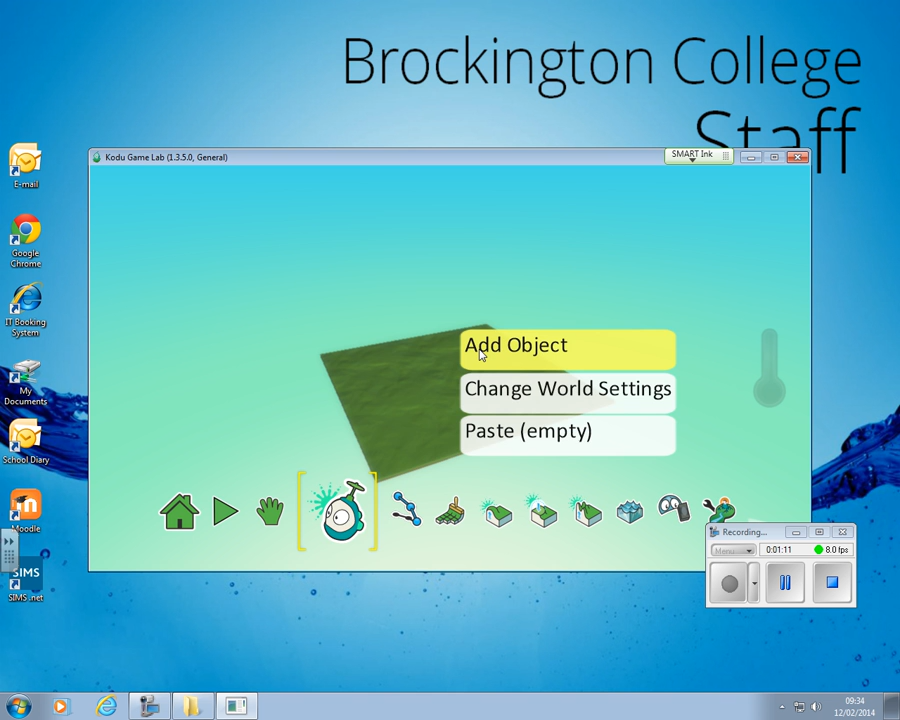 Brockington College
Staff
Kodu Game Lab (1.3.5.0, General)
SMART Ink
E-mail
Google
Chrome
IT Booking
System
My
Documents
School Diary
Moodle
SIMS
SIMS .net
Add Object
Change World Settings
Paste (empty)
Recording...
Menu
0:01:11
8.0 fps
09:34
12/02/2014